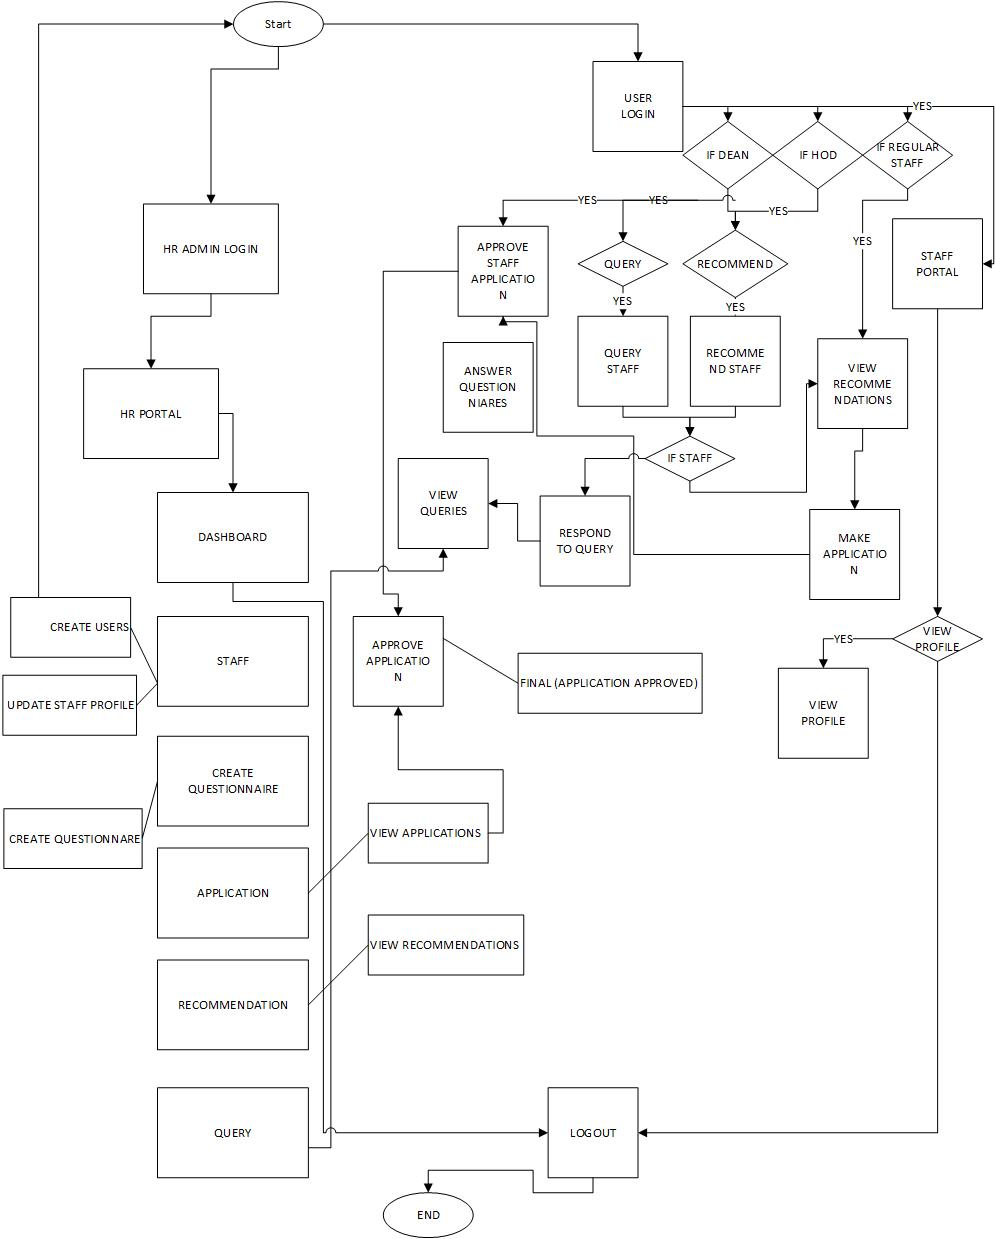 Start
USER
LOGIN
YES
IF DEAN
IF HOD
IF REGULAR
STAFF
YES
YES
YES
HR ADMIN LOGIN
APPROVE
STAFF
APPLICATIO
N
QUERY
RECOMMEND
YES
STAFF
PORTAL
YES
YES
QUERY
STAFF
RECOMME
ND STAFF
VIEW
RECOMME
NDATIONS
ANSWER
QUESTION
NIARES
HR PORTAL
IF STAFF
VIEW
QUERIES
RESPOND
TO QUERY
MAKE
APPLICATIO
N
DASHBOARD
CREATE USERS
STAFF
APPROVE
APPLICATIO
N
YES
VIEW
PROFILE
UPDATE STAFF PROFILE
FINAL (APPLICATION APPROVED)
VIEW
PROFILE
CREATE
QUESTIONNAIRE
CREATE QUESTIONNARE
VIEW APPLICATIONS
APPLICATION
VIEW RECOMMENDATIONS
RECOMMENDATION
QUERY
LOGOUT
END